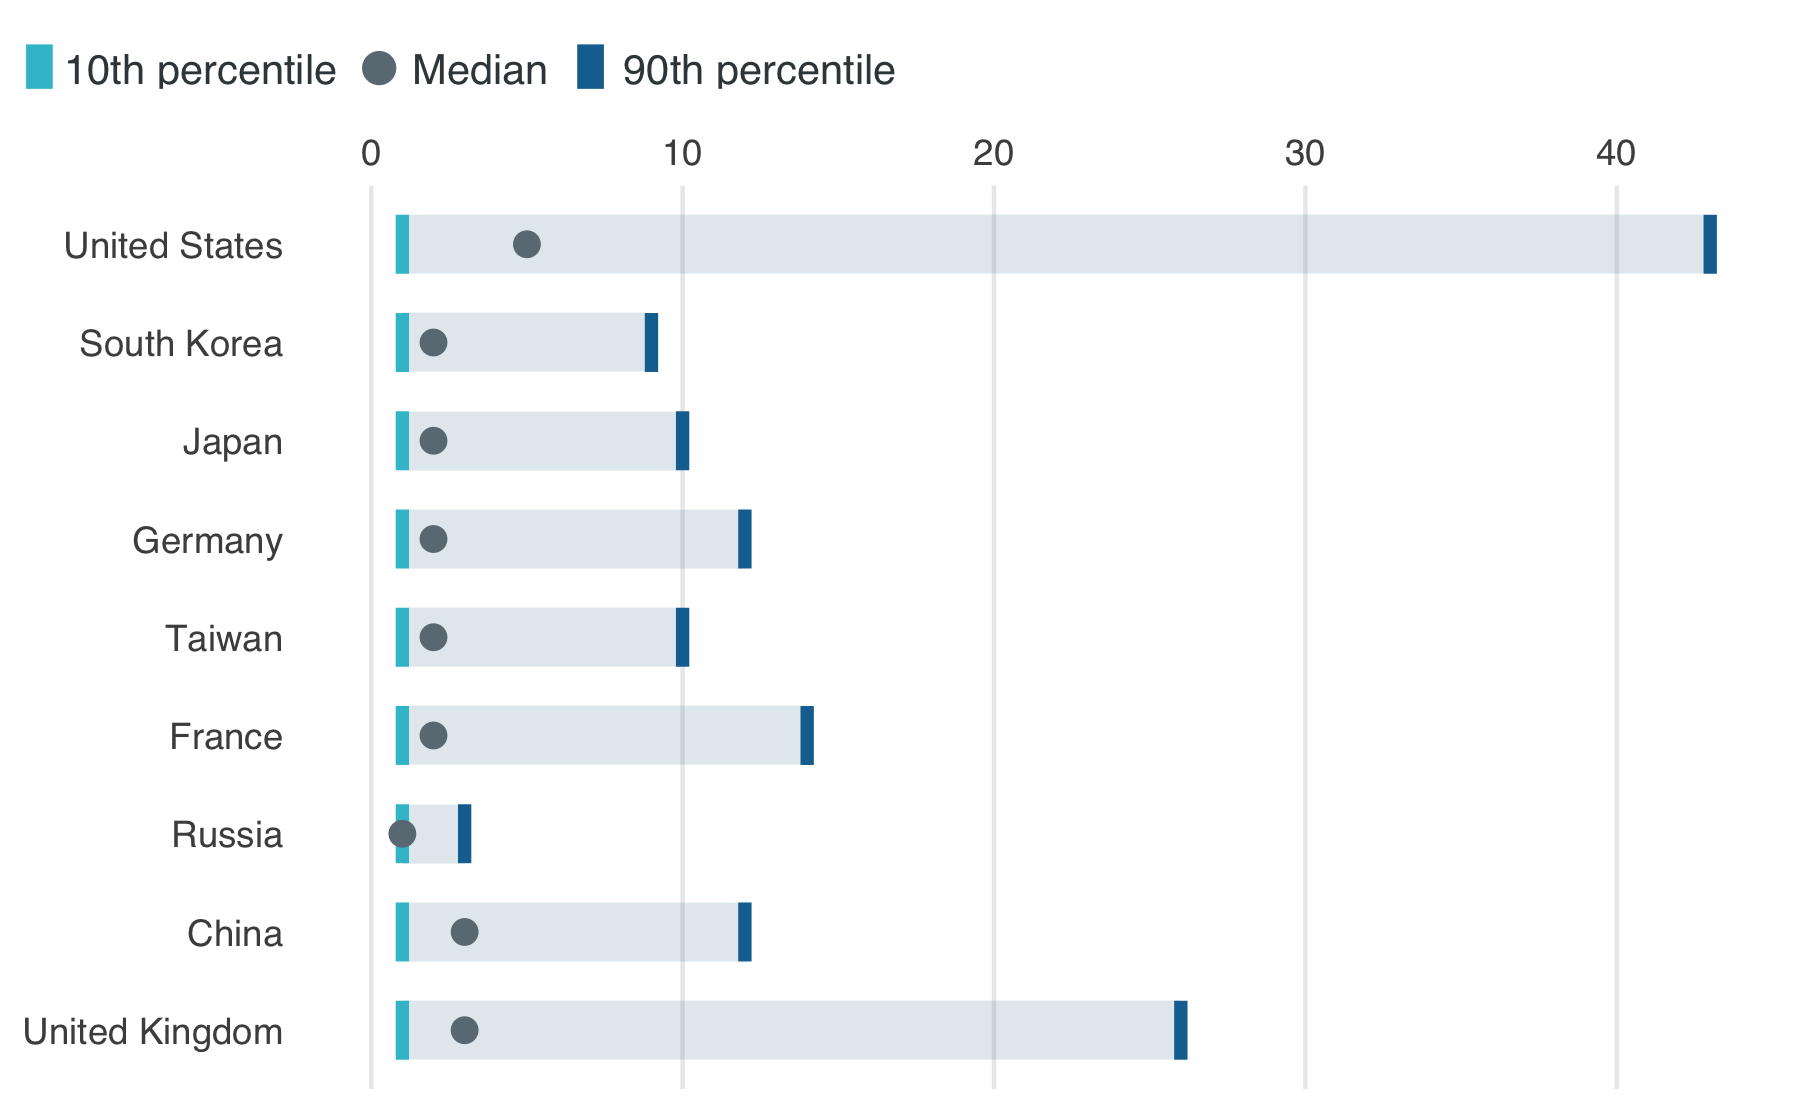 10th percentile Median 90th percentile
0 10 20 30 40
United States
South Korea
Japan
Germany
Taiwan
France
Russia
China
United Kingdom